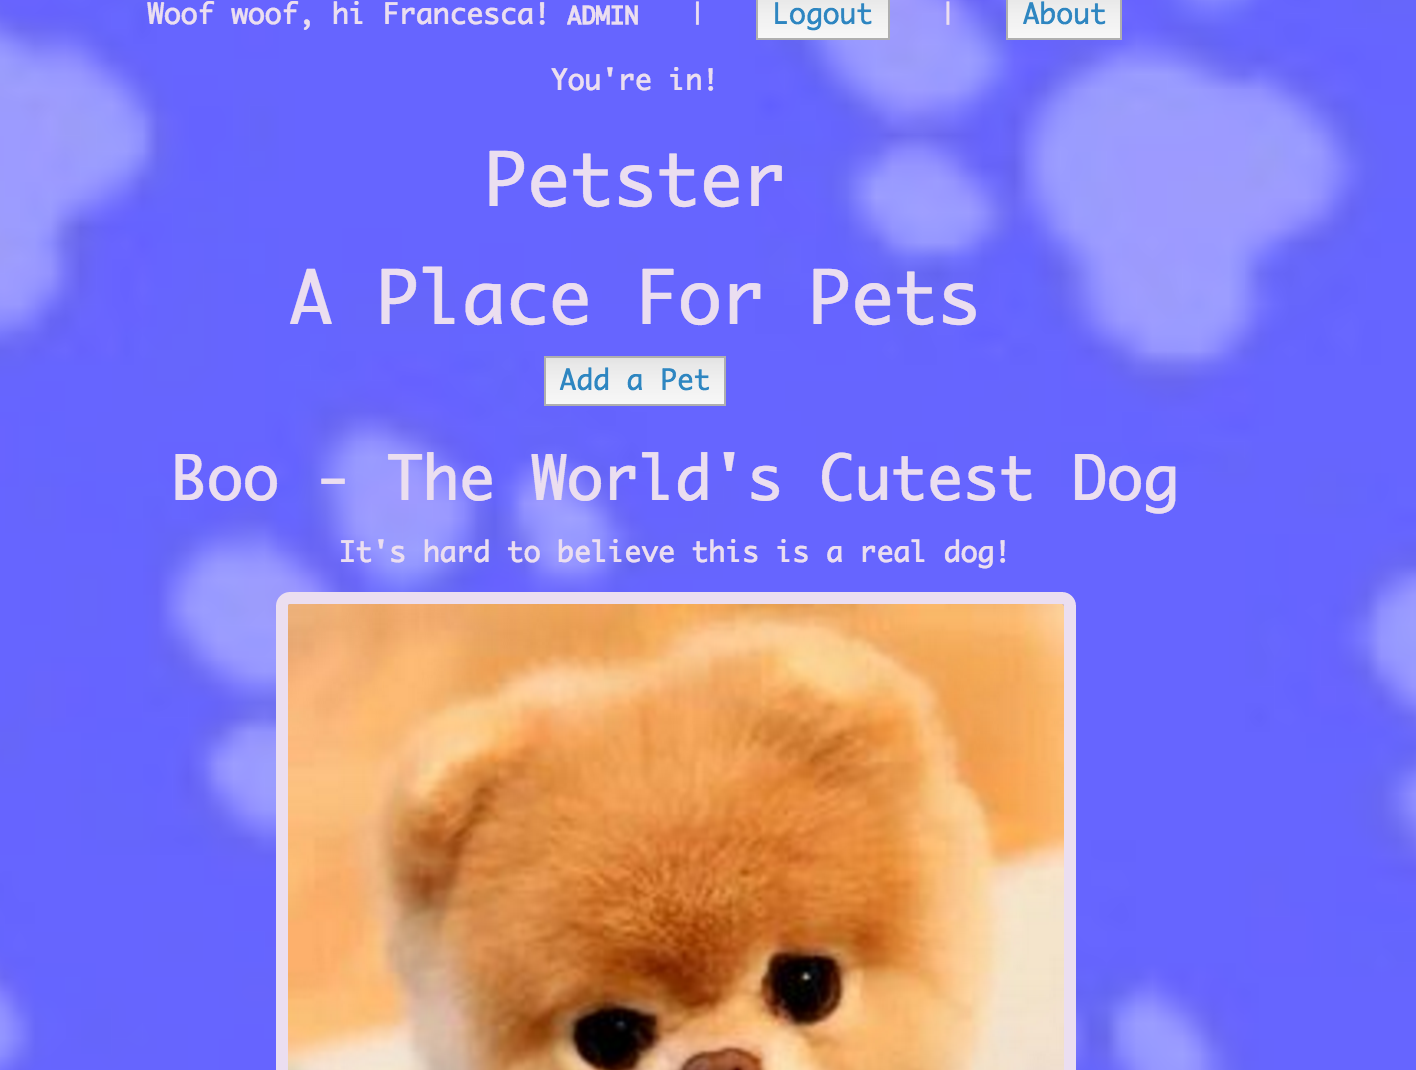 Woof woof, hi Francesca! ADMIN | Logout | About
You're in!
Petster
A Place For Pets
Add a Pet
Boo - The World's Cutest Dog
It's hard to believe this is a real dog!